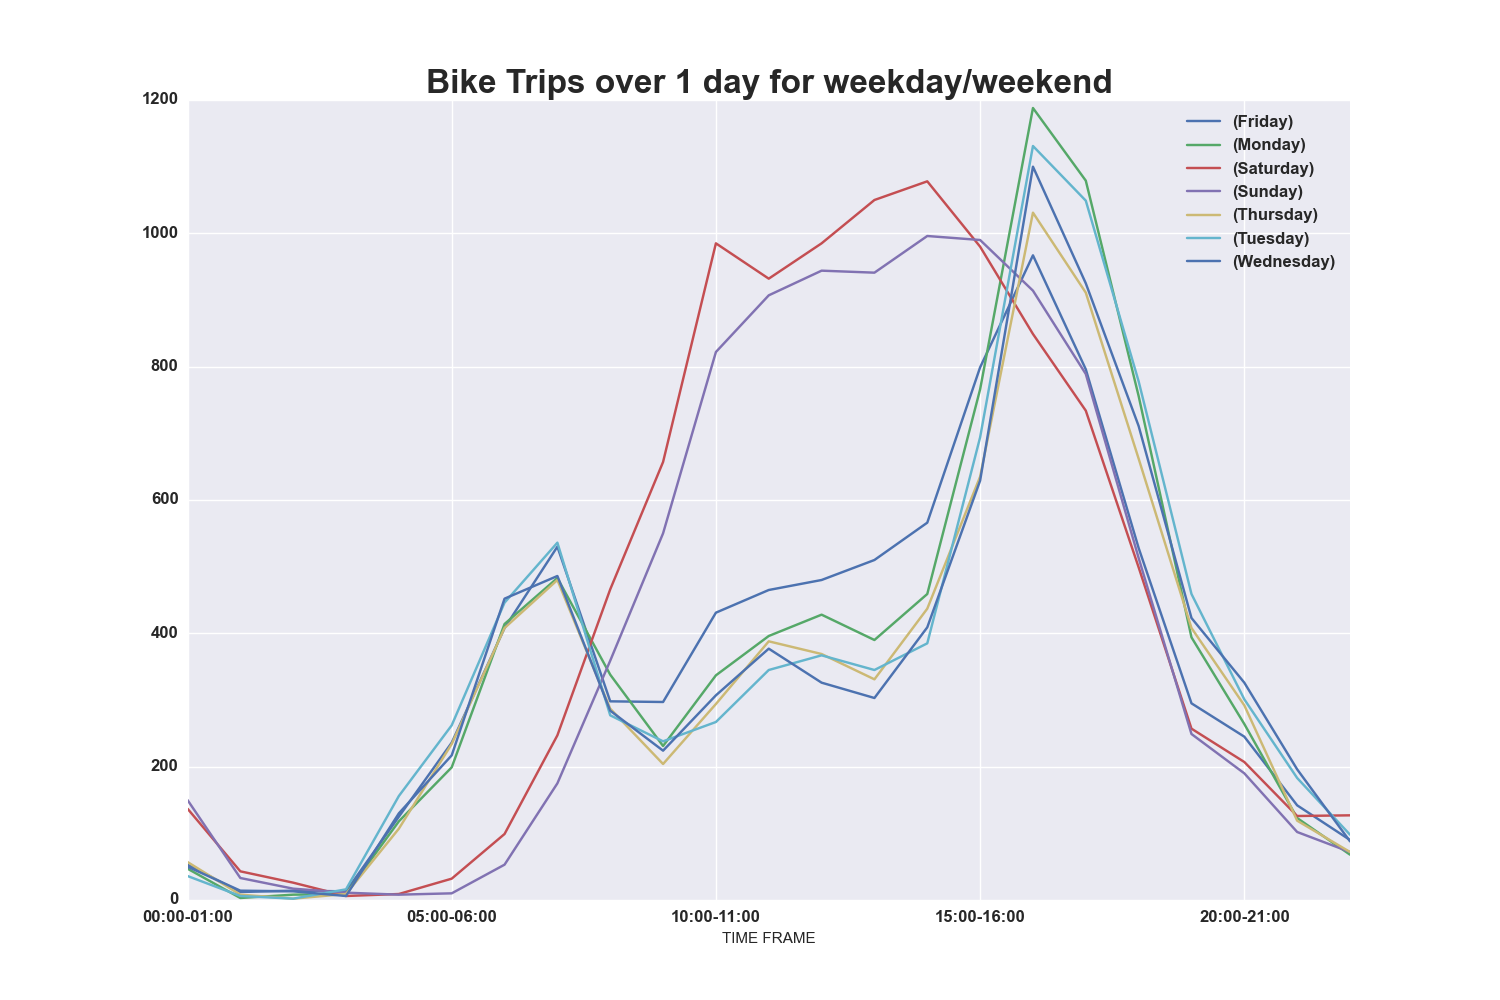 Bike Trips over 1 day for weekday/weekend
1200
1000
800
600
400
200
0
(Friday)
(Monday)
(Saturday)
(Sunday)
(Thursday)
(Tuesday)
(Wednesday)
00:00-01:00 05:00-06:00 10:00-11:00 15:00-16:00 20:00-21:00
TIME FRAME